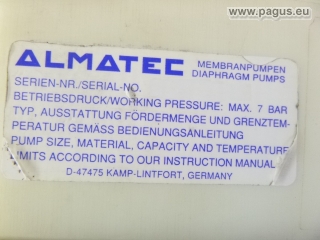 www.pagus.eu
ALMATEC MEMBRANPUMPEN
DIAPHRAGM PUMPS
SERIEN-NR./SERIAL-NO.
BETRIEBSDRUCK/WORKING PRESSURE: MAX. 7 BAR
TYP, AUSSTATTUNG FÖRDERMENGE UND GRENZTEM-
PERATUR GEMÄSS BEDIENUNGSANLEITUNG
PUMP SIZE, MATERIAL, CAPACITY AND TEMPERATURE
LIMITS ACCORDING TO OUR INSTRUCTION MANUAL
D-47475 KAMP-LINTFORT, GERMANY